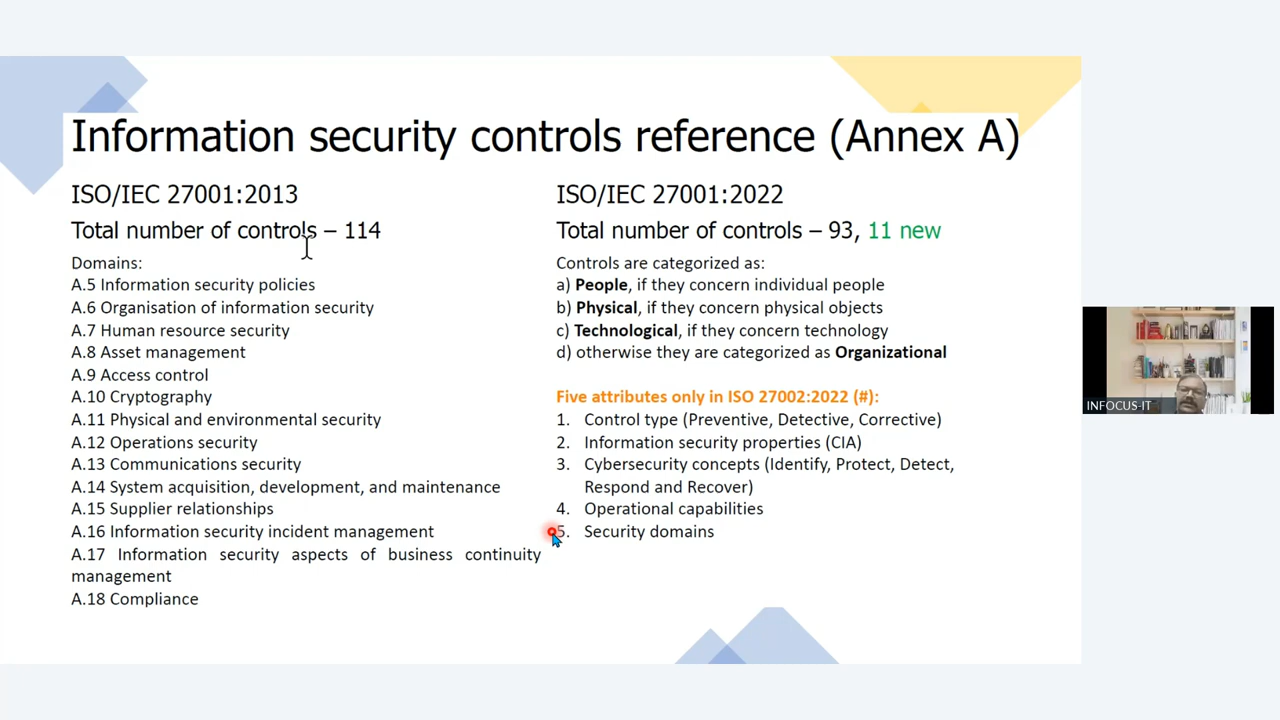 Information security controls reference (Annex A)
ISO/IEC 27001:2013
Total number of controls – 114
Domains:
A.5 Information security policies
A.6 Organisation of information security
A.7 Human resource security
A.8 Asset management
A.9 Access control
A.10 Cryptography
A.11 Physical and environmental security
A.12 Operations security
A.13 Communications security
A.14 System acquisition, development, and maintenance
A.15 Supplier relationships
A.16 Information security incident management
A.17 Information security aspects of business continuity
management
A.18 Compliance
ISO/IEC 27001:2022
Total number of controls – 93, 11 new
Controls are categorized as:
a) People, if they concern individual people
b) Physical, if they concern physical objects
c) Technological, if they concern technology
d) otherwise they are categorized as Organizational
Five attributes only in ISO 27002:2022 (#):
1. Control type (Preventive, Detective, Corrective)
2. Information security properties (CIA)
3. Cybersecurity concepts (Identify, Protect, Detect,
Respond and Recover)
4. Operational capabilities
5. Security domains
INFOCUS-IT